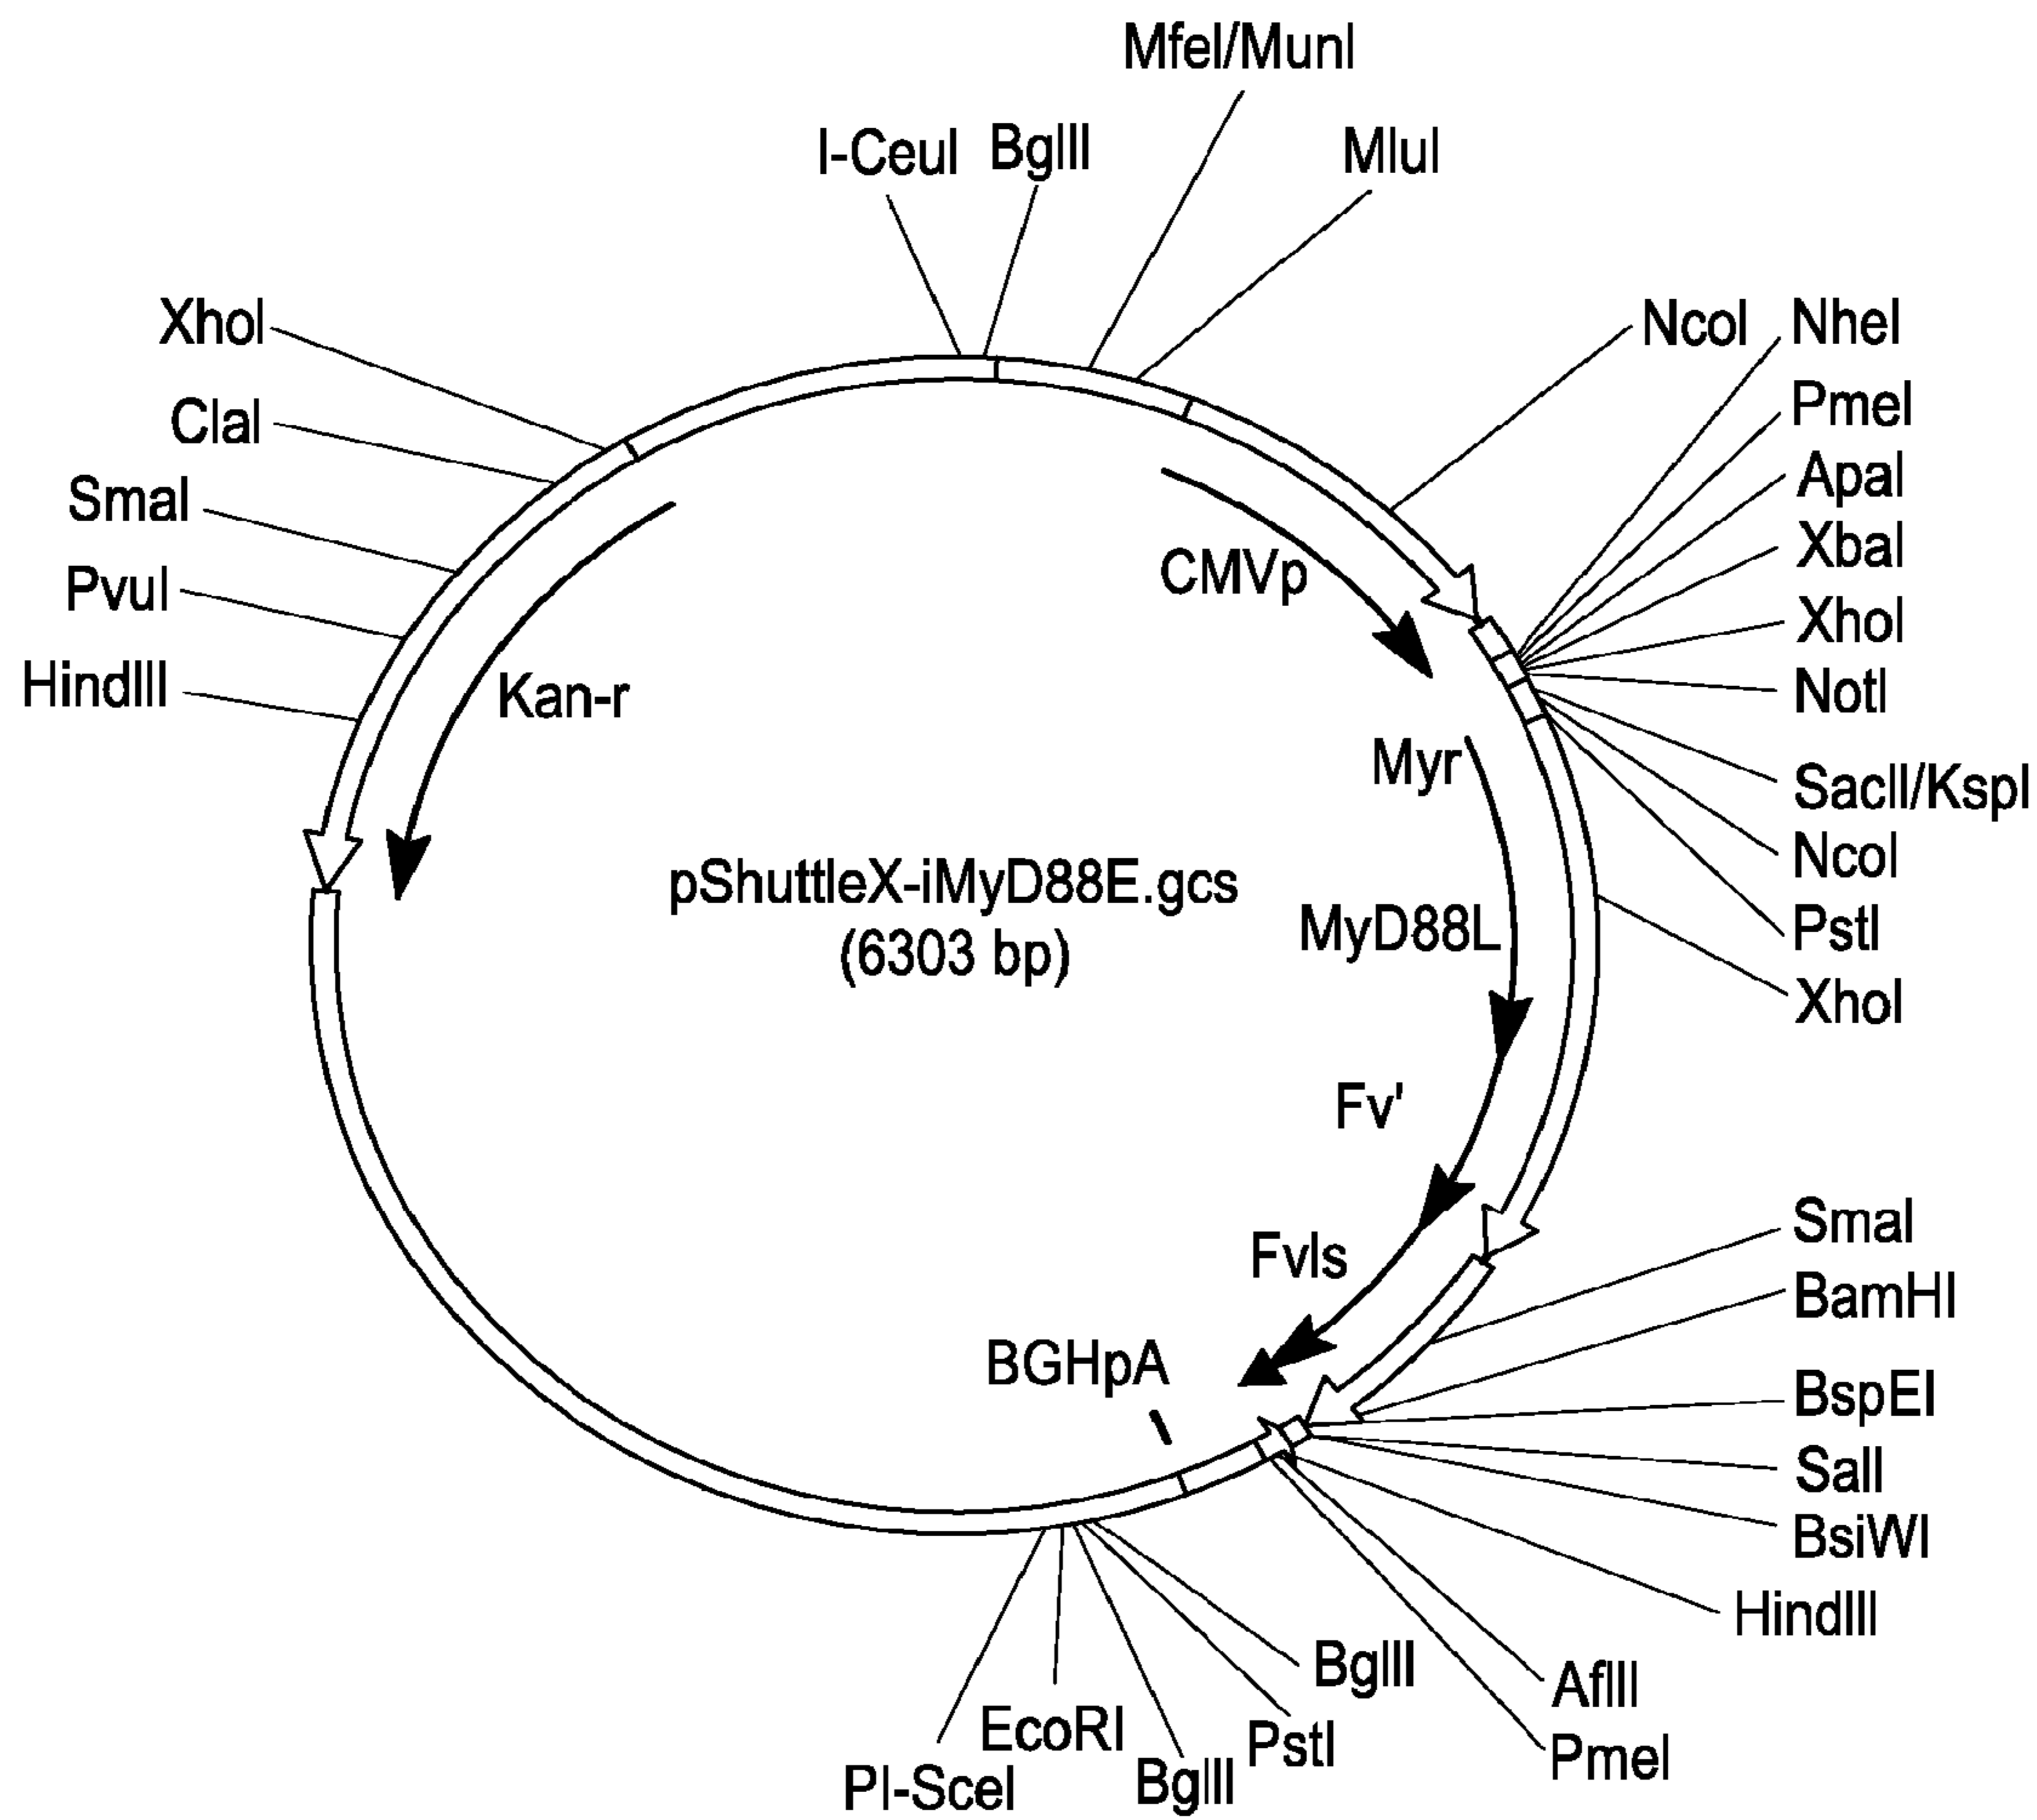 MfeI/MunI
I-CeuI
BglII
MluI
XhoI
ClaI
SmaI
PvuI
HindIII
NcoI
NheI
PmeI
ApaI
XbaI
XhoI
NotI
SacII/KspI
NcoI
PstI
XhoI
CMVp
Kan-r
Myr
pShuttleX-iMyD88E.gcs
(6303 bp)
MyD88L
Fv'
Fvls
BGHpA
SmaI
BamHI
BspEI
SalI
BsiWI
HindIII
AflII
PmeI
BglII
PstI
BglII
EcoRI
PI-SceI